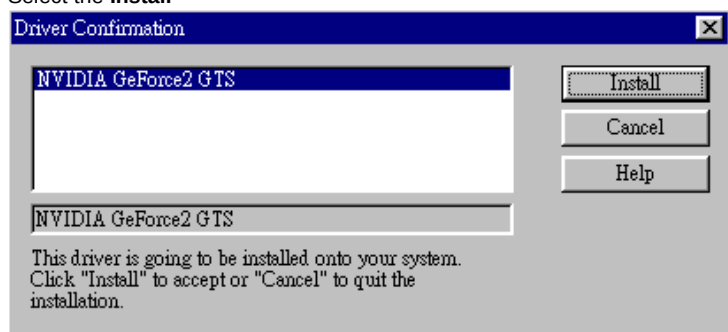 Select the Install
Driver Confirmation
NVIDIA GeForce2 GTS
Install
Cancel
Help
NVIDIA GeForce2 GTS
This driver is going to be installed onto your system.
Click "Install" to accept or "Cancel" to quit the
installation.